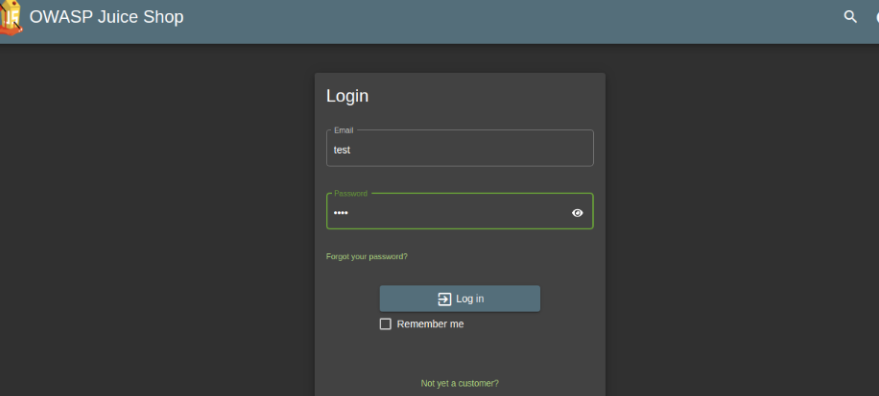 OWASP Juice Shop
Login
Email
test
Password
••••
Forgot your password?
Log in
Remember me
Not yet a customer?